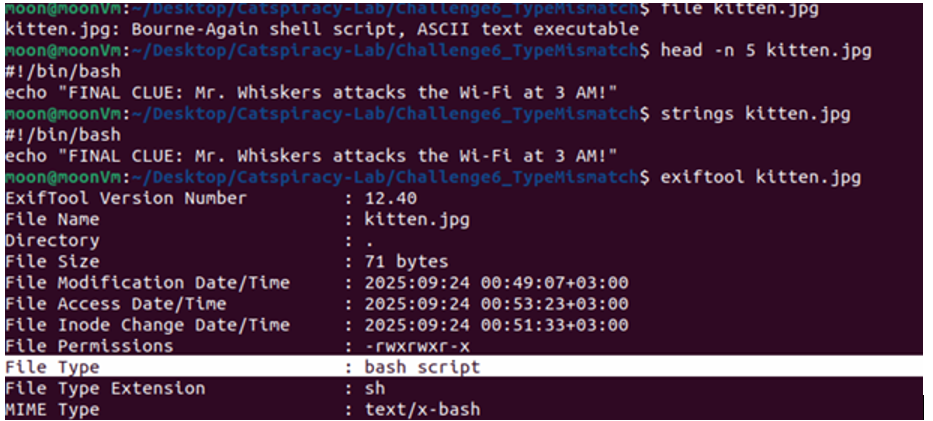 moon@moonVm:~/Desktop/Catspiracy-Lab/Challenge6_TypeMismatch$ file kitten.jpg
kitten.jpg: Bourne-Again shell script, ASCII text executable
moon@moonVm:~/Desktop/Catspiracy-Lab/Challenge6_TypeMismatch$ head -n 5 kitten.jpg
#!/bin/bash
echo "FINAL CLUE: Mr. Whiskers attacks the Wi-Fi at 3 AM!"
moon@moonVm:~/Desktop/Catspiracy-Lab/Challenge6_TypeMismatch$ strings kitten.jpg
#!/bin/bash
echo "FINAL CLUE: Mr. Whiskers attacks the Wi-Fi at 3 AM!"
moon@moonVm:~/Desktop/Catspiracy-Lab/Challenge6_TypeMismatch$ exiftool kitten.jpg
ExifTool Version Number : 12.40
File Name : kitten.jpg
Directory : .
File Size : 71 bytes
File Modification Date/Time : 2025:09:24 00:49:07+03:00
File Access Date/Time : 2025:09:24 00:53:23+03:00
File Inode Change Date/Time : 2025:09:24 00:51:33+03:00
File Permissions : -rwxrwxr-x
File Type : bash script
File Type Extension : sh
MIME Type : text/x-bash